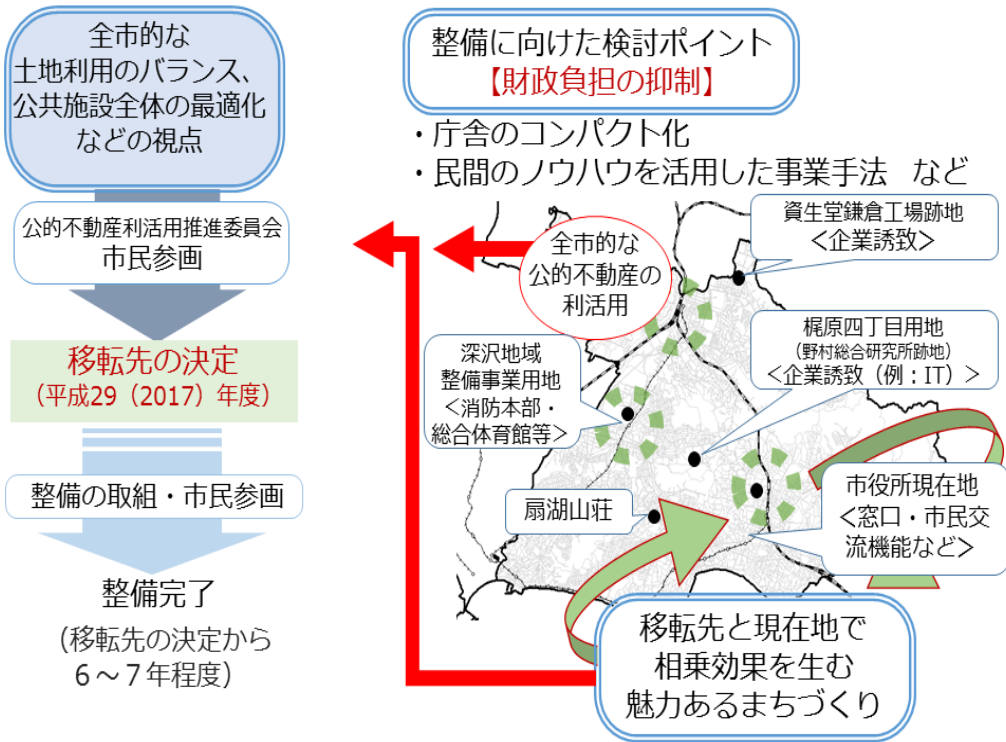 全市的な
土地利用のバランス、
公共施設全体の最適化
などの視点
公的不動産利活用推進委員会
市民参画
移転先の決定
（平成29（2017）年度）
整備の取組・市民参画
整備完了
（移転先の決定から
６～７年程度）
整備に向けた検討ポイント
【財政負担の抑制】
・庁舎のコンパクト化
・民間のノウハウを活用した事業手法　など
全市的な
公的不動産の
利活用
資生堂鎌倉工場跡地
＜企業誘致＞
梶原四丁目用地
（野村総合研究所跡地）
＜企業誘致（例：IT）＞
深沢地域
整備事業用地
＜消防本部・
総合体育館等＞
扇湖山荘
市役所現在地
＜窓口・市民交
流機能など＞
移転先と現在地で
相乗効果を生む
魅力あるまちづくり